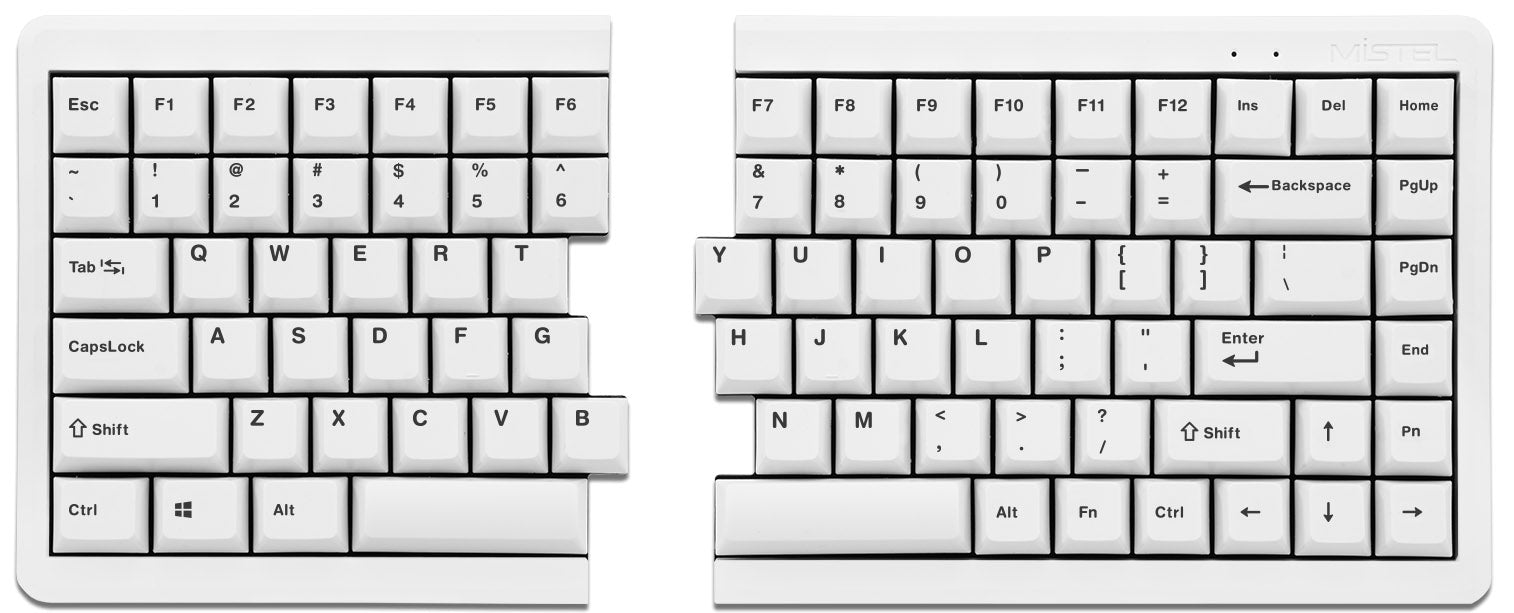 MiSTEL
Esc F1 F2 F3 F4 F5 F6 F7 F8 F9 F10 F11 F12 Ins Del Home
~ ! @ # $ % ^ & * ( ) — +
` 1 2 3 4 5 6 7 8 9 0 - = ←Backspace PgUp
Q W E R T Y U I O P { } ¦
Tab [ ] \ PgDn
A S D F G H J K L : " Enter
CapsLock ; ' End
Z X C V B N M < > ?
⇧ Shift , . / ⇧ Shift ↑ Pn
Ctrl Alt Alt Fn Ctrl ← ↓ →